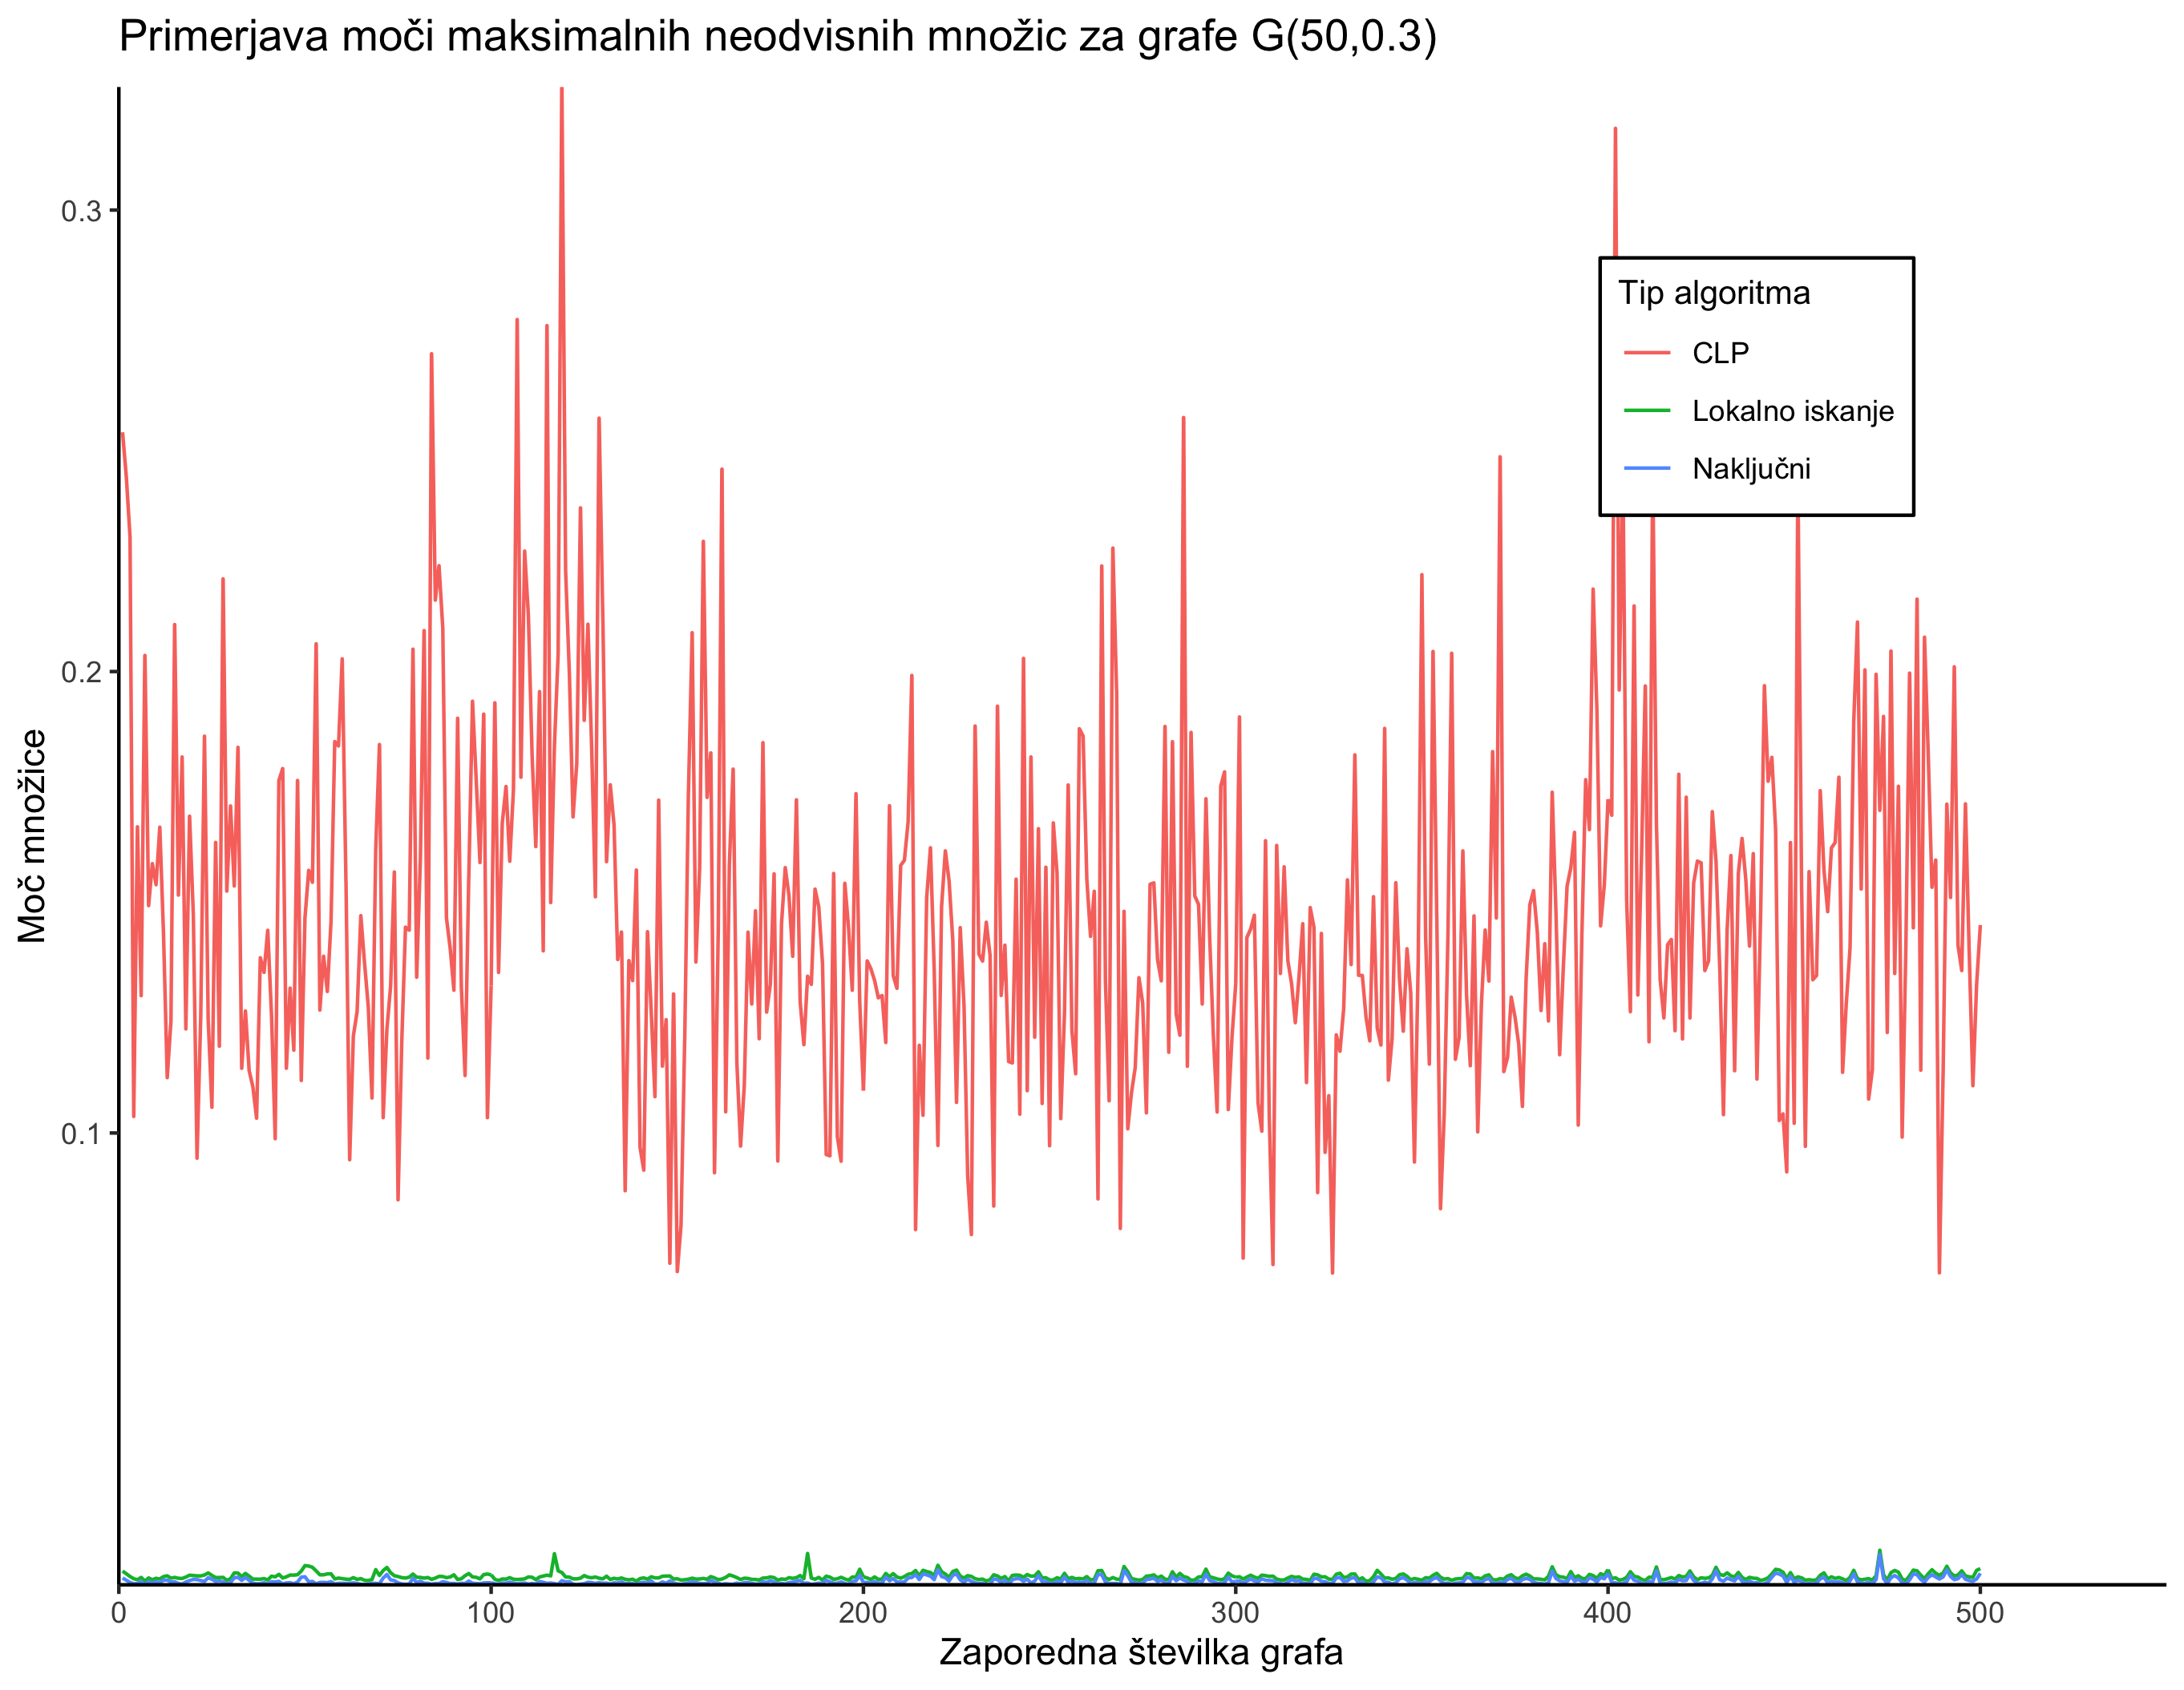 Primerjava moči maksimalnih neodvisnih množic za grafe G(50,0.3)
0.3
0.2
0.1
Moč množice
Tip algoritma
CLP
Lokalno iskanje
Naključni
0 100 200 300 400 500
Zaporedna številka grafa